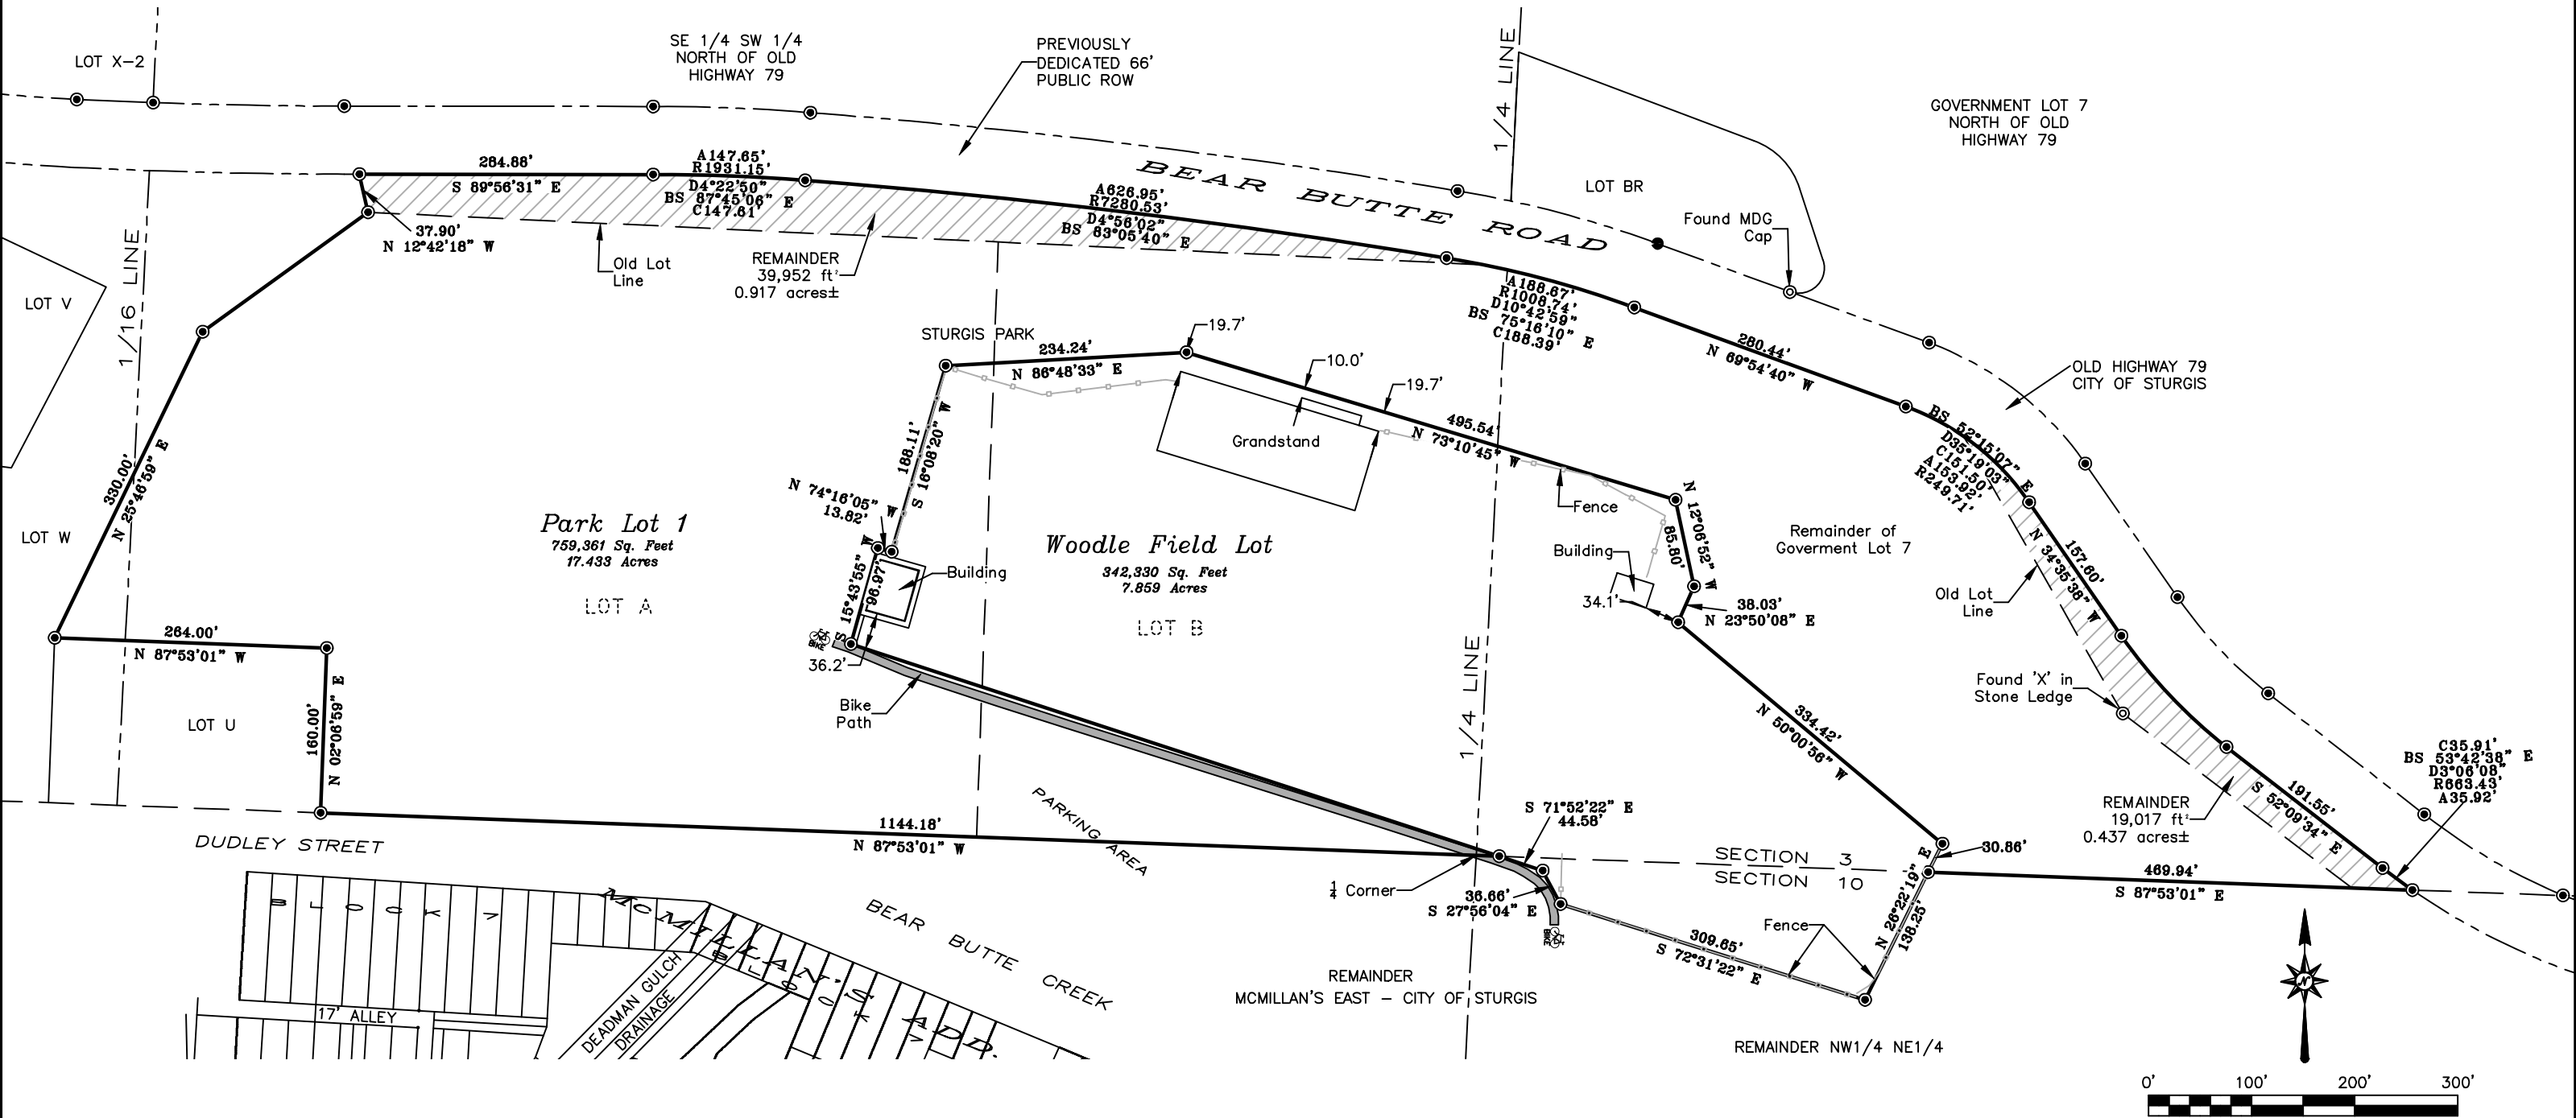 LOT X-2
SE 1/4 SW 1/4
NORTH OF OLD
HIGHWAY 79
PREVIOUSLY
DEDICATED 66'
PUBLIC ROW
1/4 LINE
GOVERNMENT LOT 7
NORTH OF OLD
HIGHWAY 79
LOT BR
BEAR BUTTE ROAD
Found MDG
Cap
284.88'
S 89°56'31" E
A147.65'
R1931.15'
D4°22'50"
BS 87°45'06" E
C147.61'
A626.95'
R7280.53'
D4°56'02"
BS 83°05'40" E
37.90'
N 12°42'18" W
Old Lot
Line
REMAINDER
39,952 ft²
0.917 acres±
A188.67'
R1008.74'
D10°42'59"
BS 75°16'10" E
C188.39'
280.44'
N 69°54'40" W
OLD HIGHWAY 79
CITY OF STURGIS
BS 52°15'07" E
D35°19'03"
C151.50'
A153.92'
R249.71'
LOT V
1/16 LINE
STURGIS PARK
234.24'
N 86°48'33" E
19.7'
10.0'
19.7'
Grandstand
495.54'
N 73°10'45" W
Fence
188.11'
S 16°08'20" W
N 74°16'05" W
13.82'
330.00'
N 25°46'59" E
LOT W
Park Lot 1
759,361 Sq. Feet
17.433 Acres
LOT A
Woodle Field Lot
342,330 Sq. Feet
7.859 Acres
LOT B
Building
S 15°43'55" W
96.97'
36.2'
BIKE
Bike
Path
Building
34.1'
N 12°06'52" W
85.80'
38.03'
N 23°50'08" E
Remainder of
Goverment Lot 7
Old Lot
Line
157.60'
N 34°35'38" W
Found 'X' in
Stone Ledge
264.00'
N 87°53'01" W
LOT U
160.00'
N 02°06'59" E
1/4 LINE
334.42'
N 50°00'56" W
C35.91'
BS 53°42'38" E
D3°06'08"
R663.43'
A35.92'
REMAINDER
19,017 ft²
0.437 acres±
191.55'
S 52°09'34" E
DUDLEY STREET
1144.18'
N 87°53'01" W
PARKING AREA
S 71°52'22" E
44.58'
1/4 Corner
36.66'
S 27°56'04" E
BIKE
SECTION 3
SECTION 10
30.86'
469.94'
S 87°53'01" E
N 26°22'19" E
138.25'
Fence
309.65'
S 72°31'22" E
BLOCK 7
McMILLAN'S ADD.
BLOCK
BEAR BUTTE CREEK
DEADMAN GULCH
DRAINAGE
17' ALLEY
REMAINDER
MCMILLAN'S EAST - CITY OF STURGIS
REMAINDER NW1/4 NE1/4
N
0' 100' 200' 300'